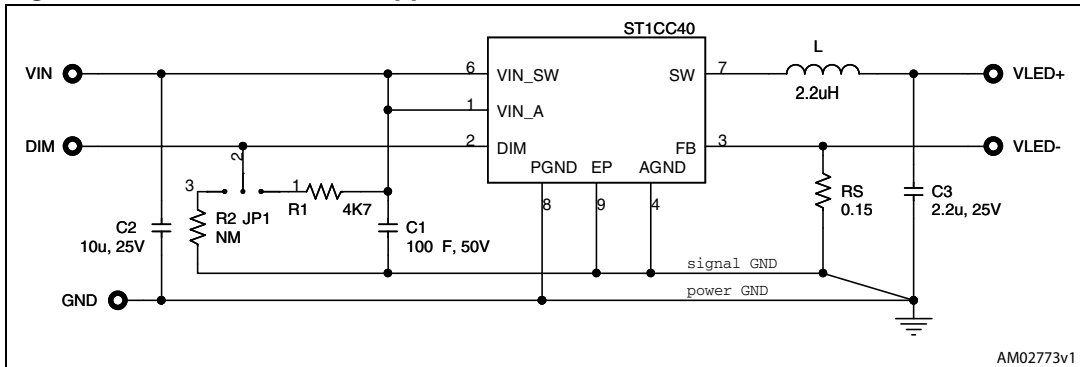 ST1CC40
L
VIN
6
VIN_SW
SW
7
VLED+
2.2uH
1
VIN_A
DIM
2
DIM
FB
3
VLED-
PGND
EP
AGND
2
3
1
R1
4K7
8
9
4
RS
0.15
C3
2.2u, 25V
R2 JP1
NM
C2
10u, 25V
C1
100 F, 50V
signal GND
power GND
GND
AM02773v1